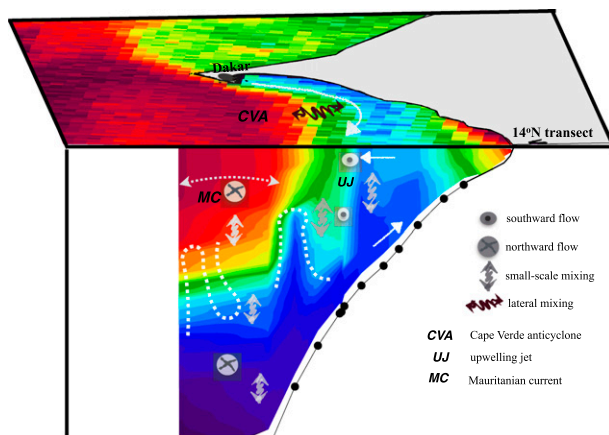 Dakar
CVA
14°N transect
UJ
MC
southward flow
northward flow
small-scale mixing
lateral mixing
CVA Cape Verde anticyclone
UJ upwelling jet
MC Mauritanian current